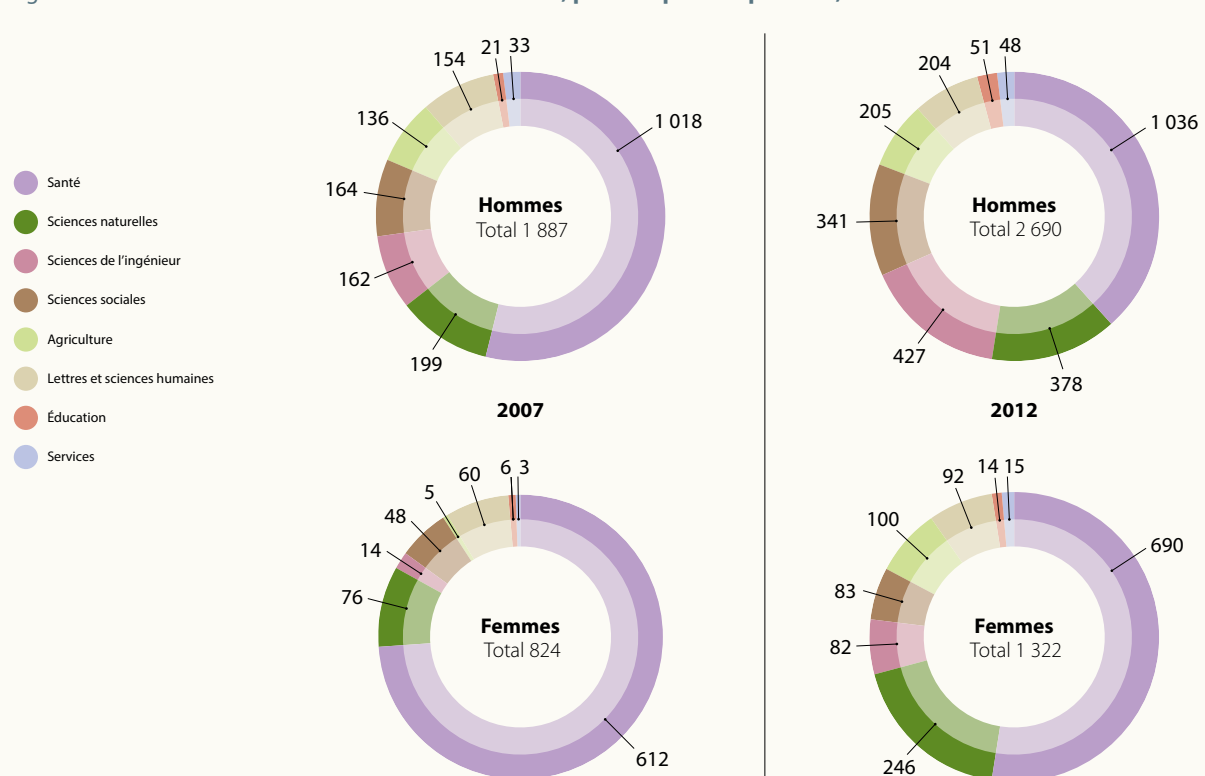 154
21
33
136
1 018
164
Hommes
Total 1 887
162
199
2007
51
48
204
205
1 036
341
Hommes
Total 2 690
427
378
2012
Santé
Sciences naturelles
Sciences de l'ingénieur
Sciences sociales
Agriculture
Lettres et sciences humaines
Éducation
Services
6
3
60
5
48
14
76
Femmes
Total 824
612
14
15
92
100
690
83
82
Femmes
Total 1 322
246